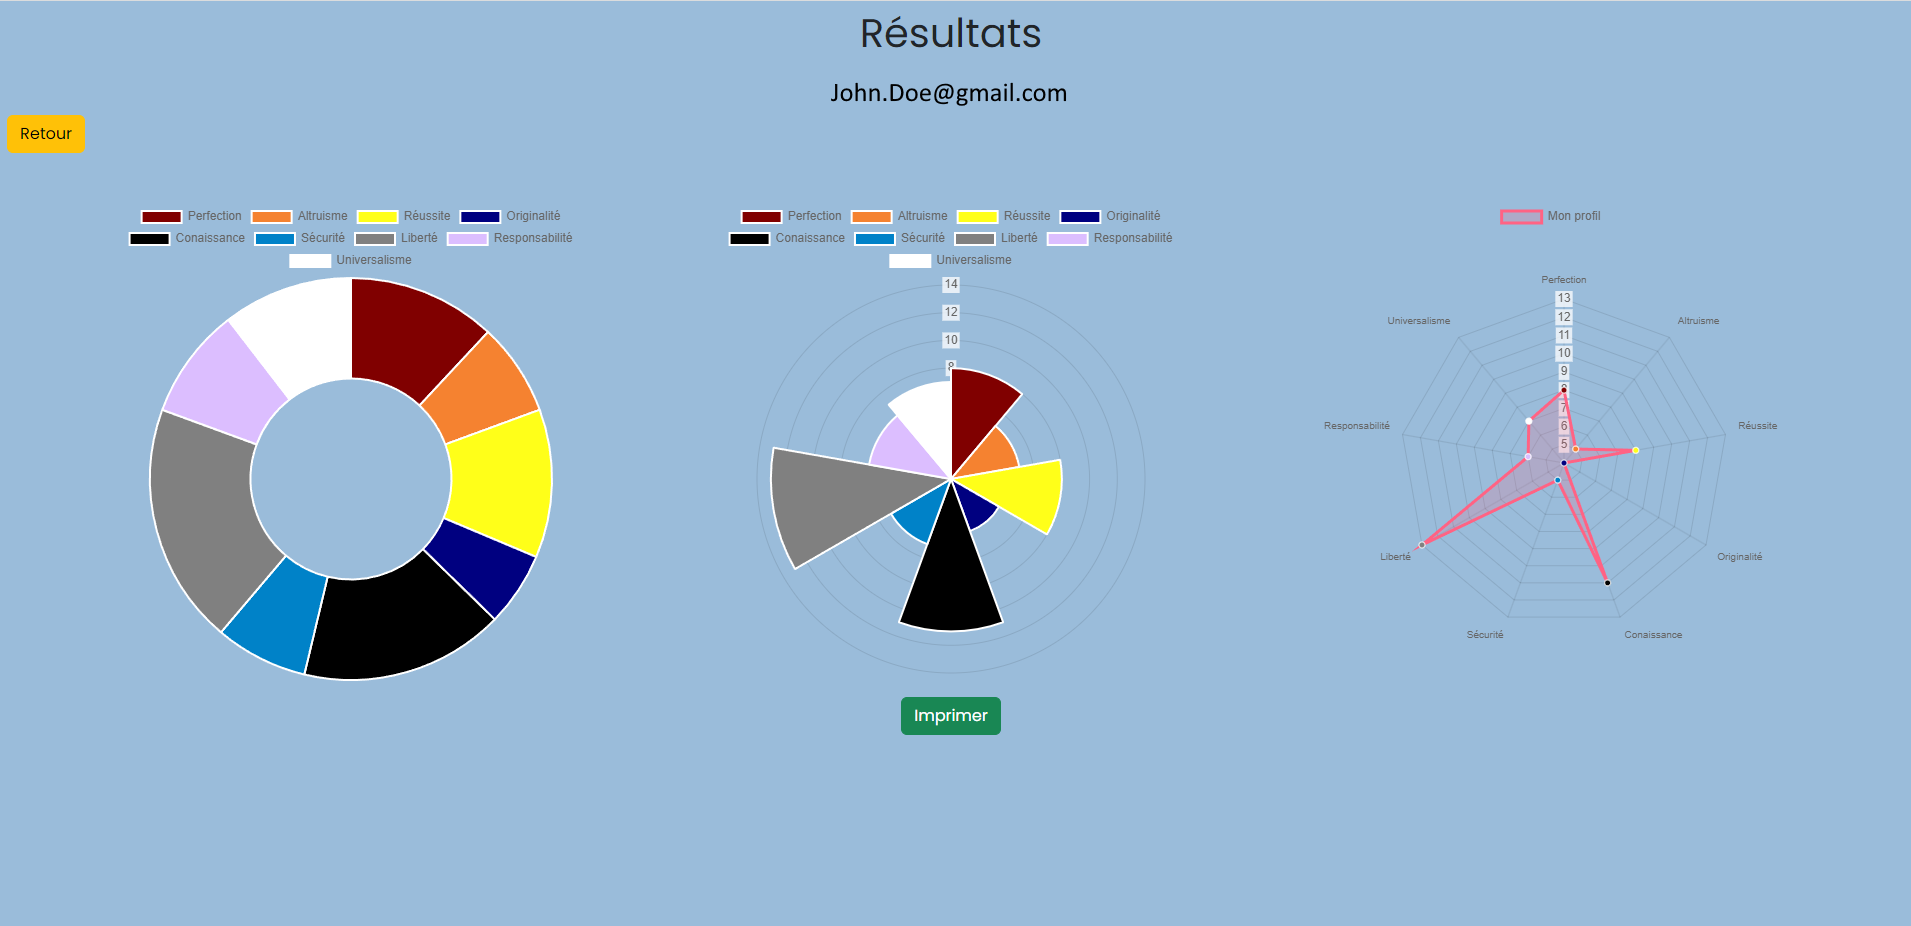 Résultats
John.Doe@gmail.com
Retour
Perfection Altruisme Réussite Originalité
Conaissance Sécurité Liberté Responsabilité
Universalisme
Perfection Altruisme Réussite Originalité
Conaissance Sécurité Liberté Responsabilité
Universalisme
14
12
10
8
Imprimer
Mon profil
Perfection
Altruisme
Réussite
Originalité
Conaissance
Sécurité
Liberté
Responsabilité
Universalisme
13
12
11
10
9
8
7
6
5